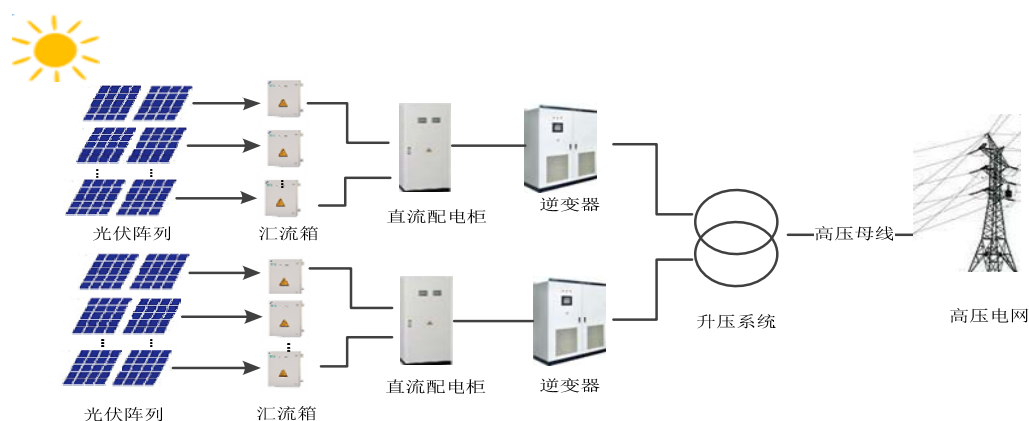 光伏阵列
汇流箱
直流配电柜
逆变器
高压母线
升压系统
高压电网
光伏阵列
汇流箱
直流配电柜
逆变器